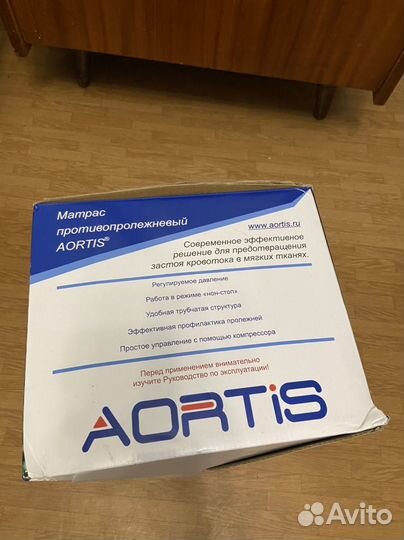 Матрас
противопролежневый
AORTIS®
www.aortis.ru
Современное эффективное
решение для предотвращения
застоя кровотока в мягких тканях.
Регулируемое давление
Работа в режиме «нон-стоп»
Удобная трубчатая структура
Эффективная профилактика пролежней
Простое управление с помощью компрессора
Перед применением внимательно
изучите Руководство по эксплуатации!
AORTIS
Avito